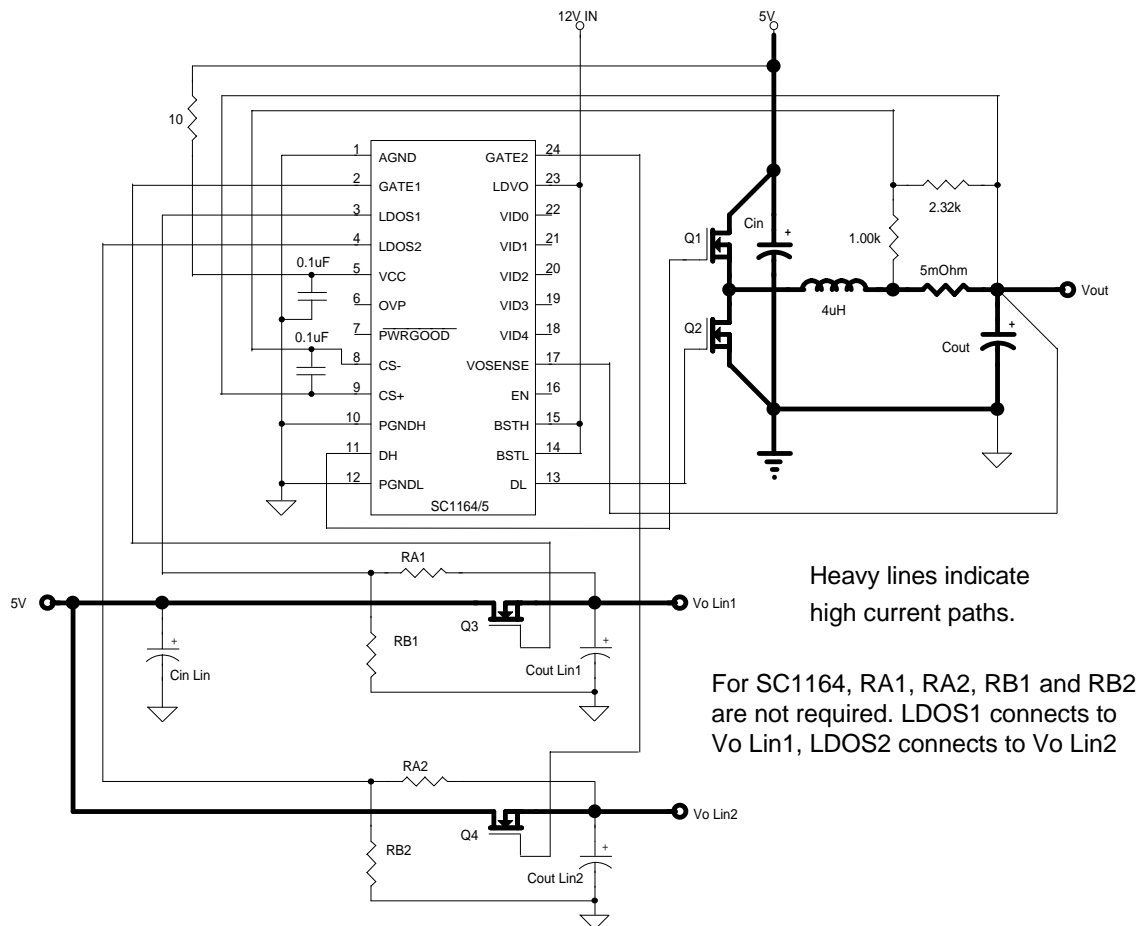 12V IN
5V
10
1 AGND GATE2 24
2 GATE1 LDVO 23
3 LDOS1 VID0 22
4 LDOS2 VID1 21
0.1uF 5 VCC VID2 20
6 OVP VID3 19
0.1uF 7 PWRGOOD VID4 18
8 CS- VOSENSE 17
9 CS+ EN 16
10 PGNDH BSTH 15
11 DH BSTL 14
12 PGNDL DL 13
SC1164/5
Q1
Cin
+
2.32k
1.00k
5mOhm
Vout
4uH
Q2
+
Cout
RA1
5V
Vo Lin1
Q3
+
Cin Lin
RB1
+
Cout Lin1
RA2
Vo Lin2
Q4
RB2
+
Cout Lin2
Heavy lines indicate
high current paths.
For SC1164, RA1, RA2, RB1 and RB2
are not required. LDOS1 connects to
Vo Lin1, LDOS2 connects to Vo Lin2